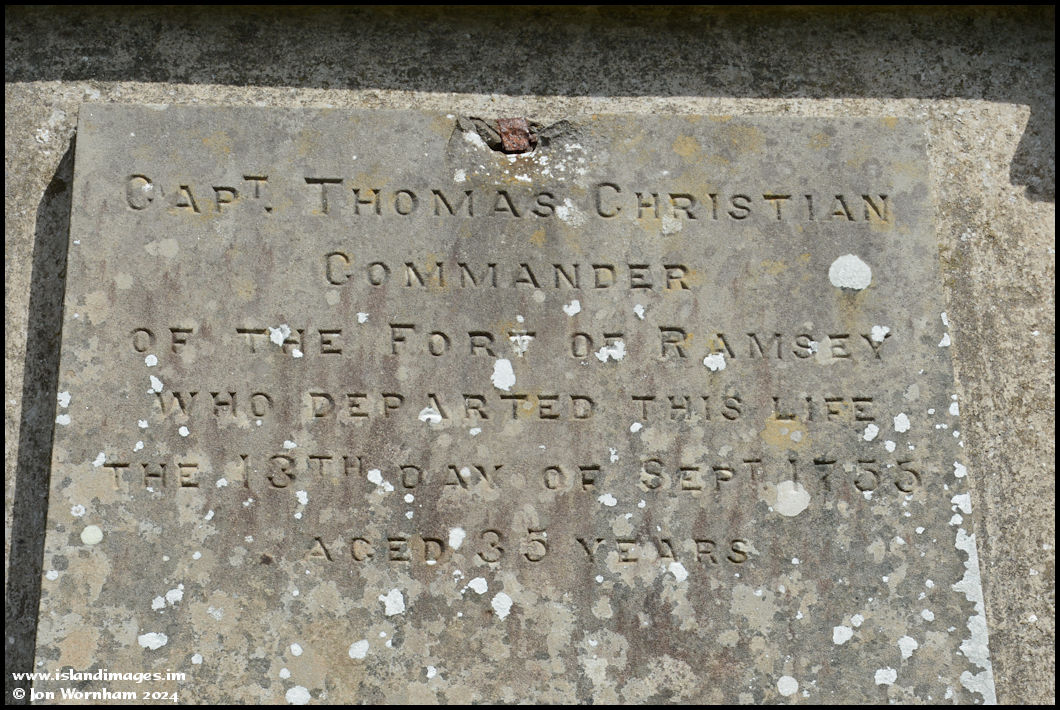 CAPT. THOMAS CHRISTIAN
COMMANDER
OF THE FORT OF RAMSEY
WHO DEPARTED THIS LIFE
THE 13TH DAY OF SEPT 1755
AGED 35 YEARS
www.islandimages.im
© Jon Wornham 2024